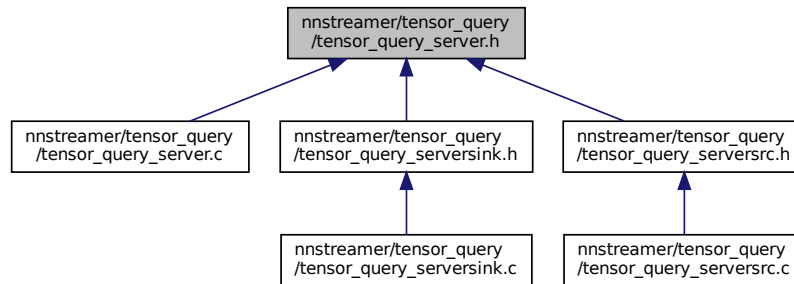 nnstreamer/tensor_query
/tensor_query_server.h
nnstreamer/tensor_query
/tensor_query_server.c
nnstreamer/tensor_query
/tensor_query_serversink.h
nnstreamer/tensor_query
/tensor_query_serversrc.h
nnstreamer/tensor_query
/tensor_query_serversink.c
nnstreamer/tensor_query
/tensor_query_serversrc.c